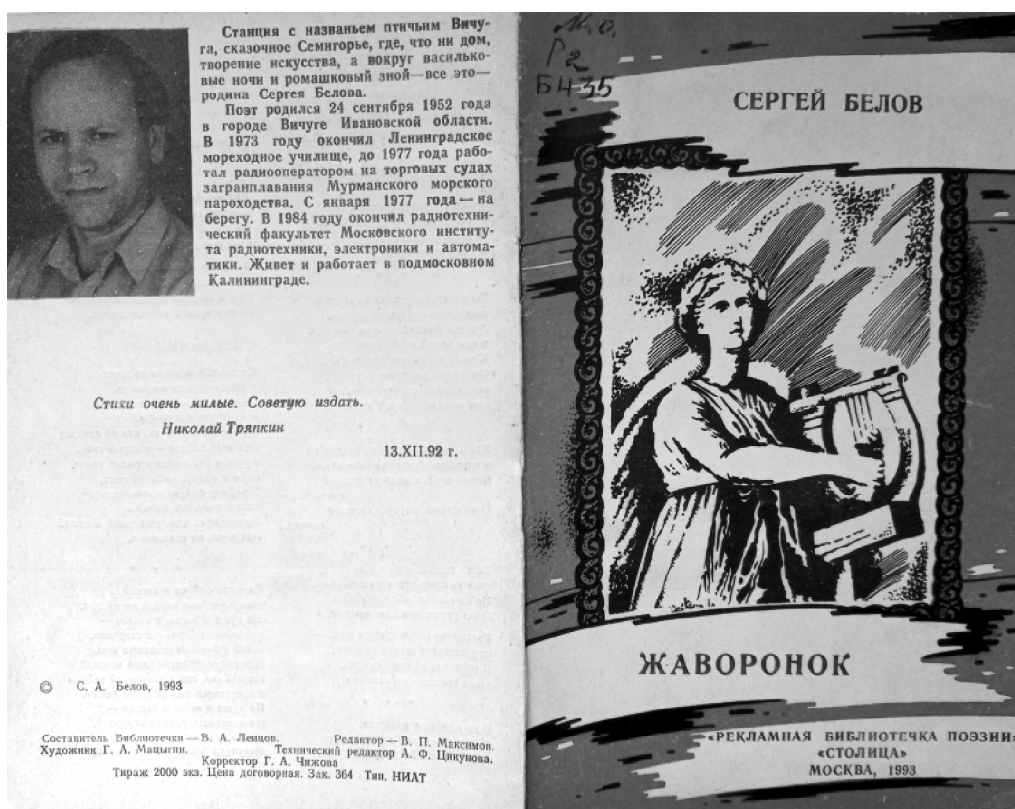 Станция с названьем птичьим Вичу-
га, сказочное Семигорье, где, что ни дом,
творение искусства, а вокруг василько-
вые ночи и ромашковый зной—все это—
родина Сергея Белова.
Поэт родился 24 сентября 1952 года
в городе Вичуге Ивановской области.
В 1973 году окончил Ленинградское
мореходное училище, до 1977 года рабо-
тал радиооператором на торговых судах
загранплавания Мурманского морского
пароходства. С января 1977 года — на
берегу. В 1984 году окончил радиотехни-
ческий факультет Московского институ-
та радиотехники, электроники и автома-
тики. Живет и работает в подмосковном
Калининграде.
Стихи очень милые. Советую издать.
Николай Тряпкин
13.XII.92 г.
© С. А. Белов, 1993
Составитель Библиотечки — В. А. Ленцов. Редактор — В. П. Максимов.
Художник Г. А. Мацыгин. Технический редактор А. Ф. Цикунова.
Корректор Г. А. Чижова
Тираж 2000 экз. Цена договорная. Зак. 364 Тип. НИАТ
М. О.
Р2
Б435
СЕРГЕЙ БЕЛОВ
ЖАВОРОНОК
«РЕКЛАМНАЯ БИБЛИОТЕЧКА ПОЭЗИИ»
«СТОЛИЦА»
МОСКВА, 1993